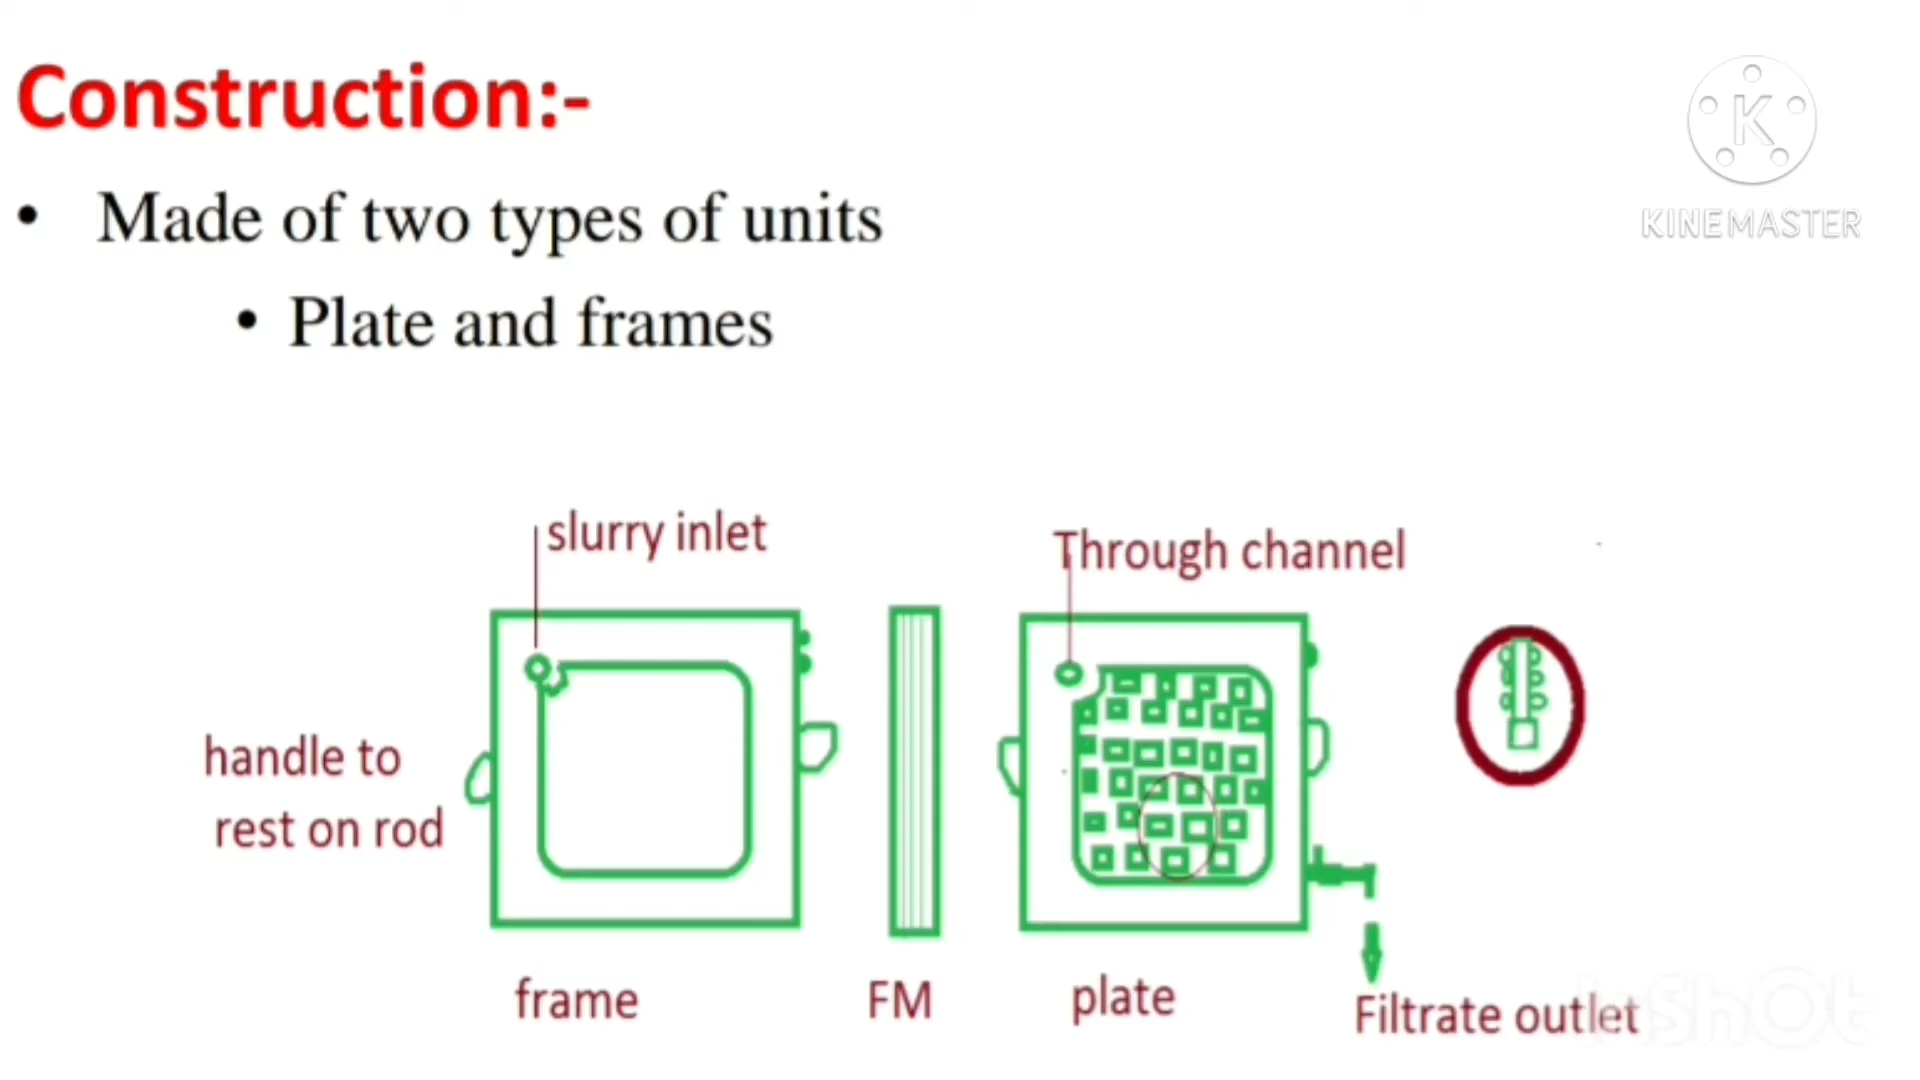 Construction:-
K
KINEMASTER
• Made of two types of units
• Plate and frames
slurry inlet
Through channel
handle to
rest on rod
frame
FM
plate
Filtrate outlet
InShOt